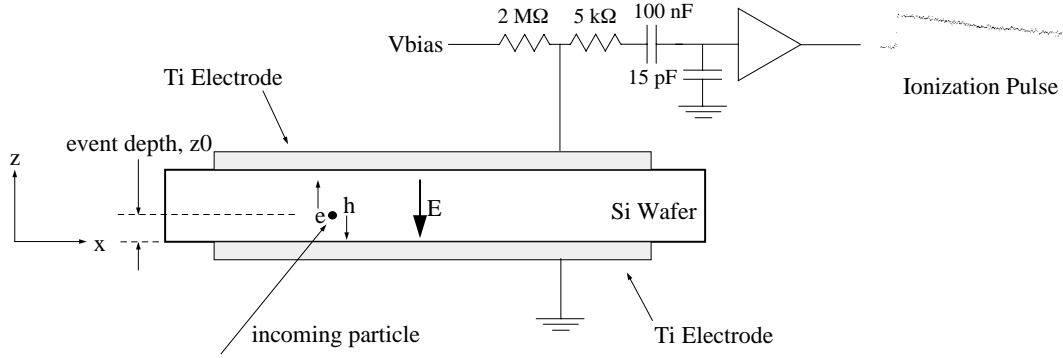 2 MΩ 5 kΩ 100 nF
Vbias
15 pF
Ti Electrode
Ionization Pulse
event depth, z0
z
e h
E
Si Wafer
x
incoming particle
Ti Electrode